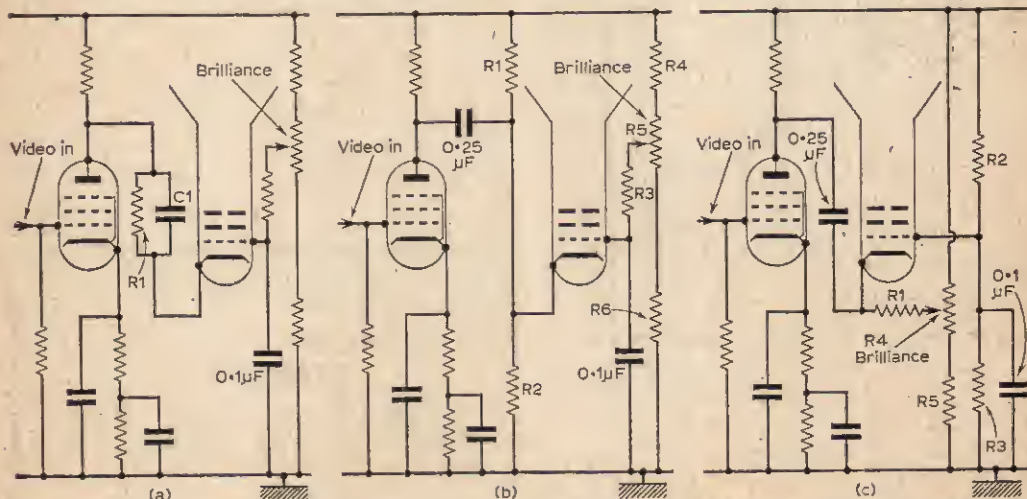 Brilliance
Video in
C1
R1
0·1μF
(a)
R1
R4
Brilliance
Video in
0·25
μF
R5
R3
R6
R2
0·1μF
(b)
Video in
0·25
μF
R2
0·1
μF
R1
R4
Brilliance
R5
R3
(c)